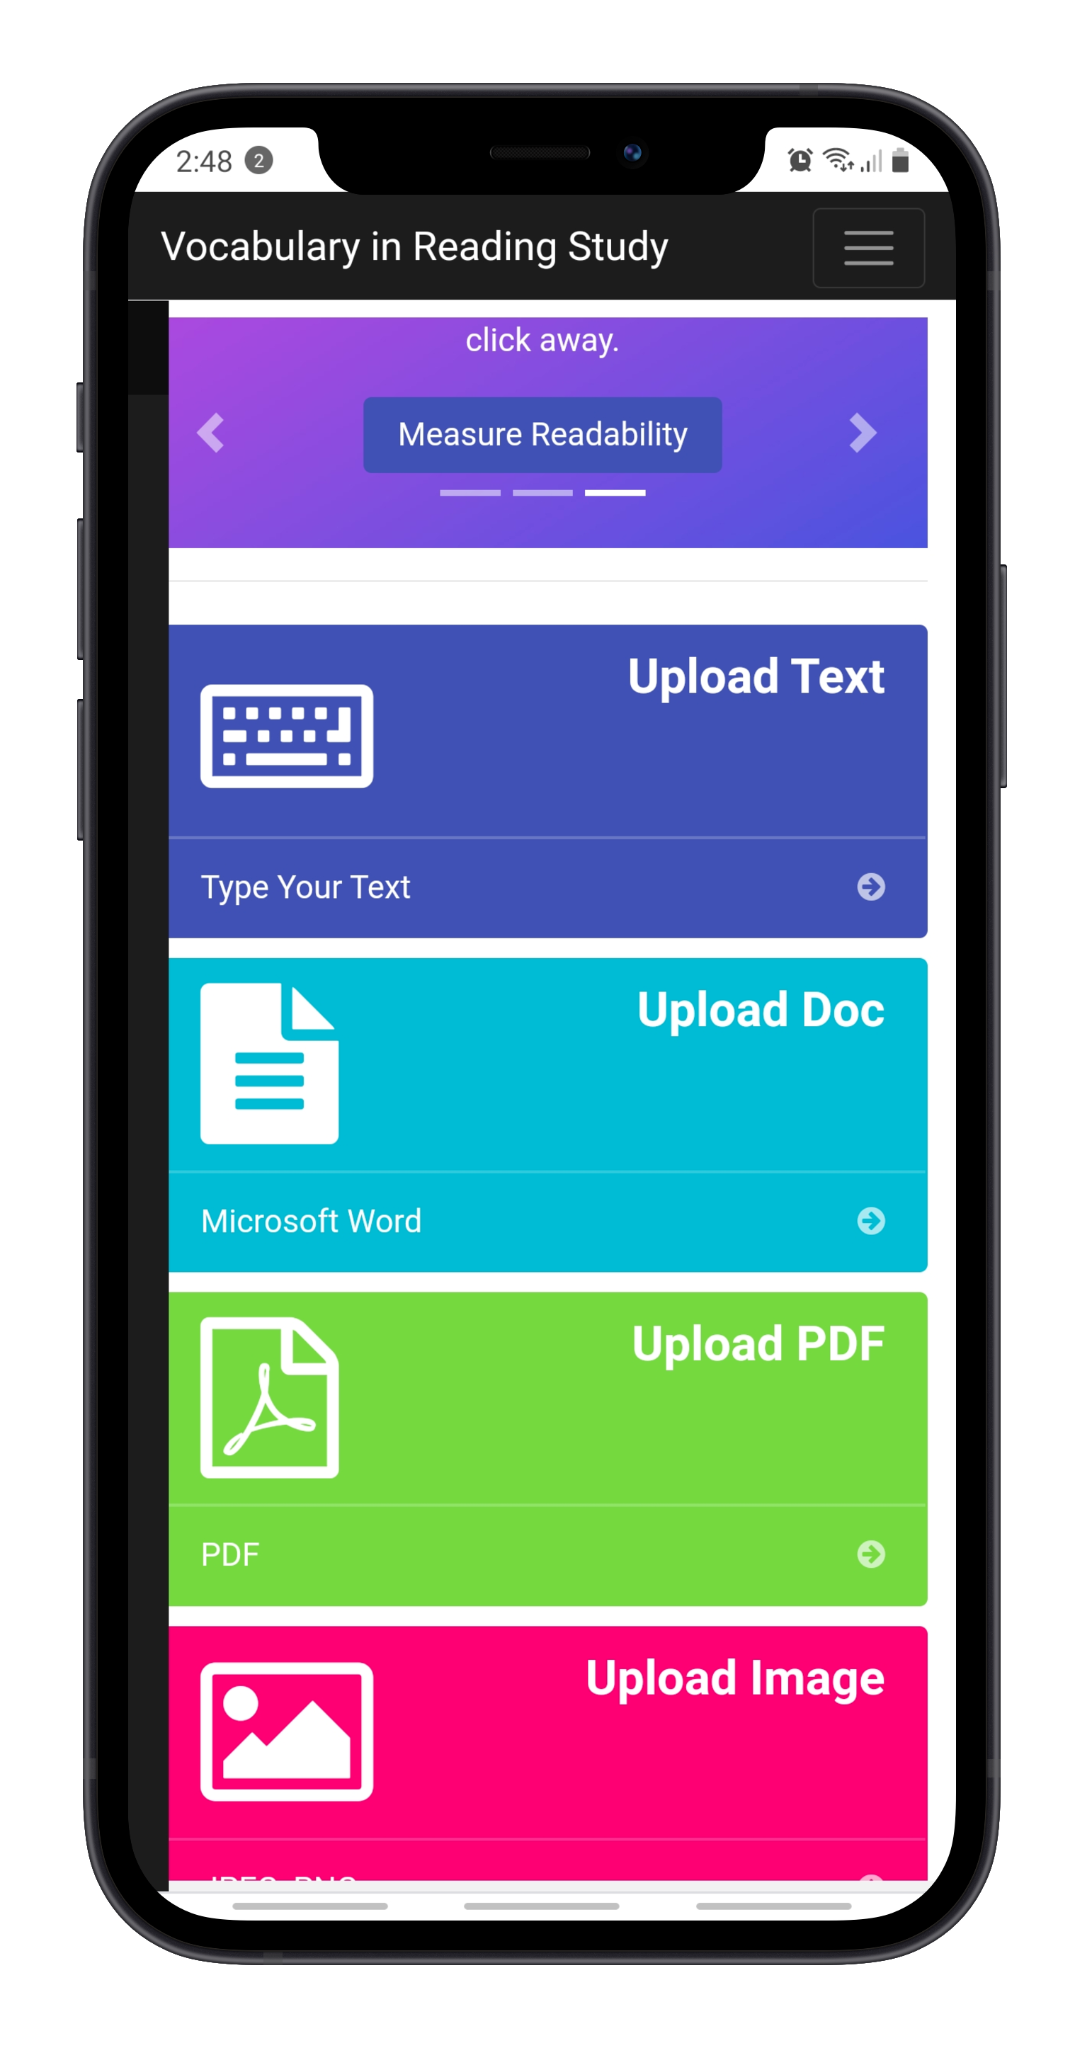 2:48 2
Vocabulary in Reading Study
click away.
Measure Readability
Upload Text
Type Your Text
Upload Doc
Microsoft Word
Upload PDF
PDF
Upload Image